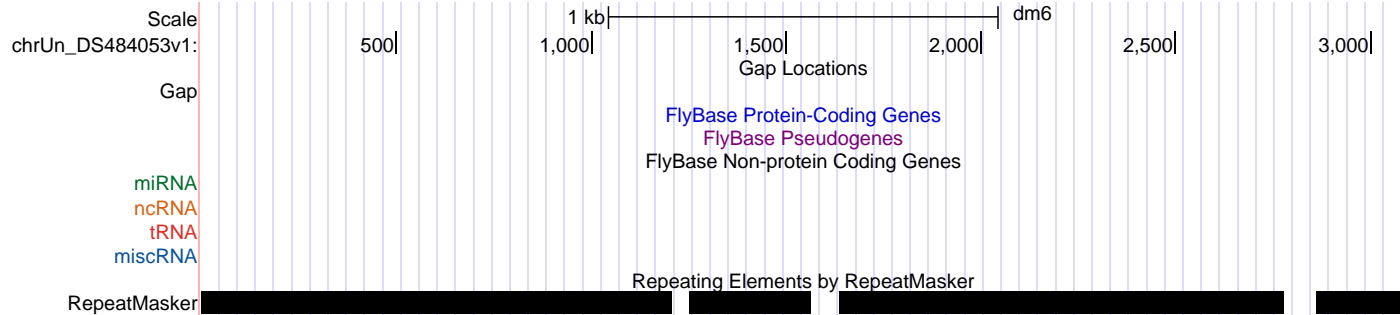 Scale 1 kb dm6
chrUn_DS484053v1: 500 1,000 1,500 2,000 2,500 3,000
Gap Locations
Gap
FlyBase Protein-Coding Genes
FlyBase Pseudogenes
FlyBase Non-protein Coding Genes
miRNA
ncRNA
tRNA
miscRNA
Repeating Elements by RepeatMasker
RepeatMasker